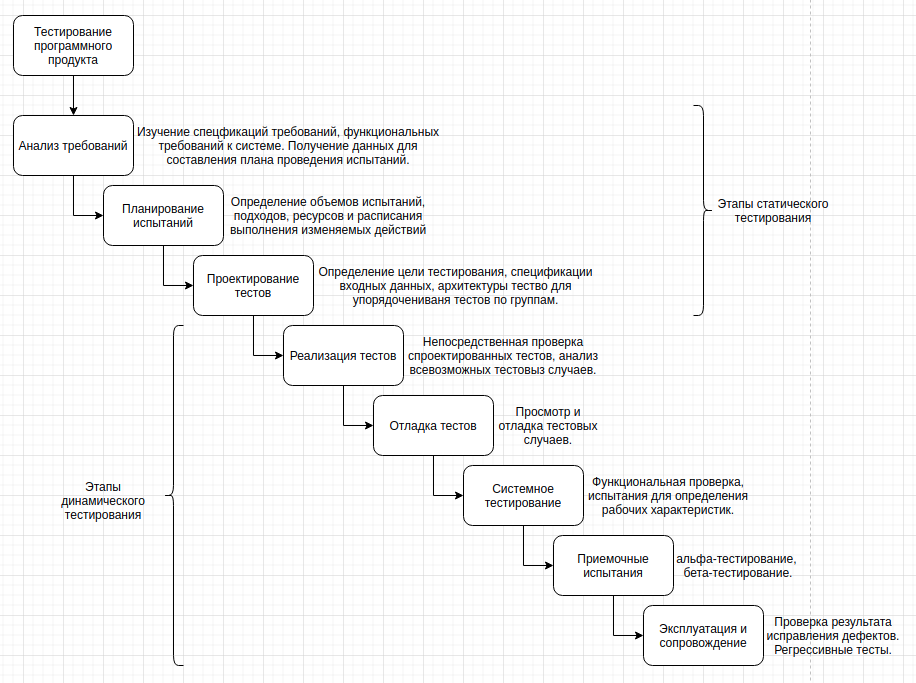 Тестирование
программного
продукта
Анализ требований
Изучение спецфикаций требований, функциональных
требований к системе. Получение данных для
составления плана проведения испытаний.
Планирование
испытаний
Определение объемов испытаний,
подходов, ресурсов и расписания
выполнения изменяемых действий
Этапы статического
тестирования
Проектирование
тестов
Определение цели тестирования, спецификации
входных данных, архитектуры тество для
упорядочениваня тестов по группам.
Реализация тестов
Непосредственная проверка
спроектированных тестов, анализ
всевозможных тестовыз случаев.
Отладка тестов
Просмотр и
отладка тестовых
случаев.
Этапы
динамического
тестирования
Системное
тестирование
Функциональная проверка,
испытания для определения
рабочих характеристик.
Приемочные
испытания
альфа-тестирование,
бета-тестирование.
Эксплуатация и
сопровождение
Проверка результата
исправления дефектов.
Регрессивные тесты.